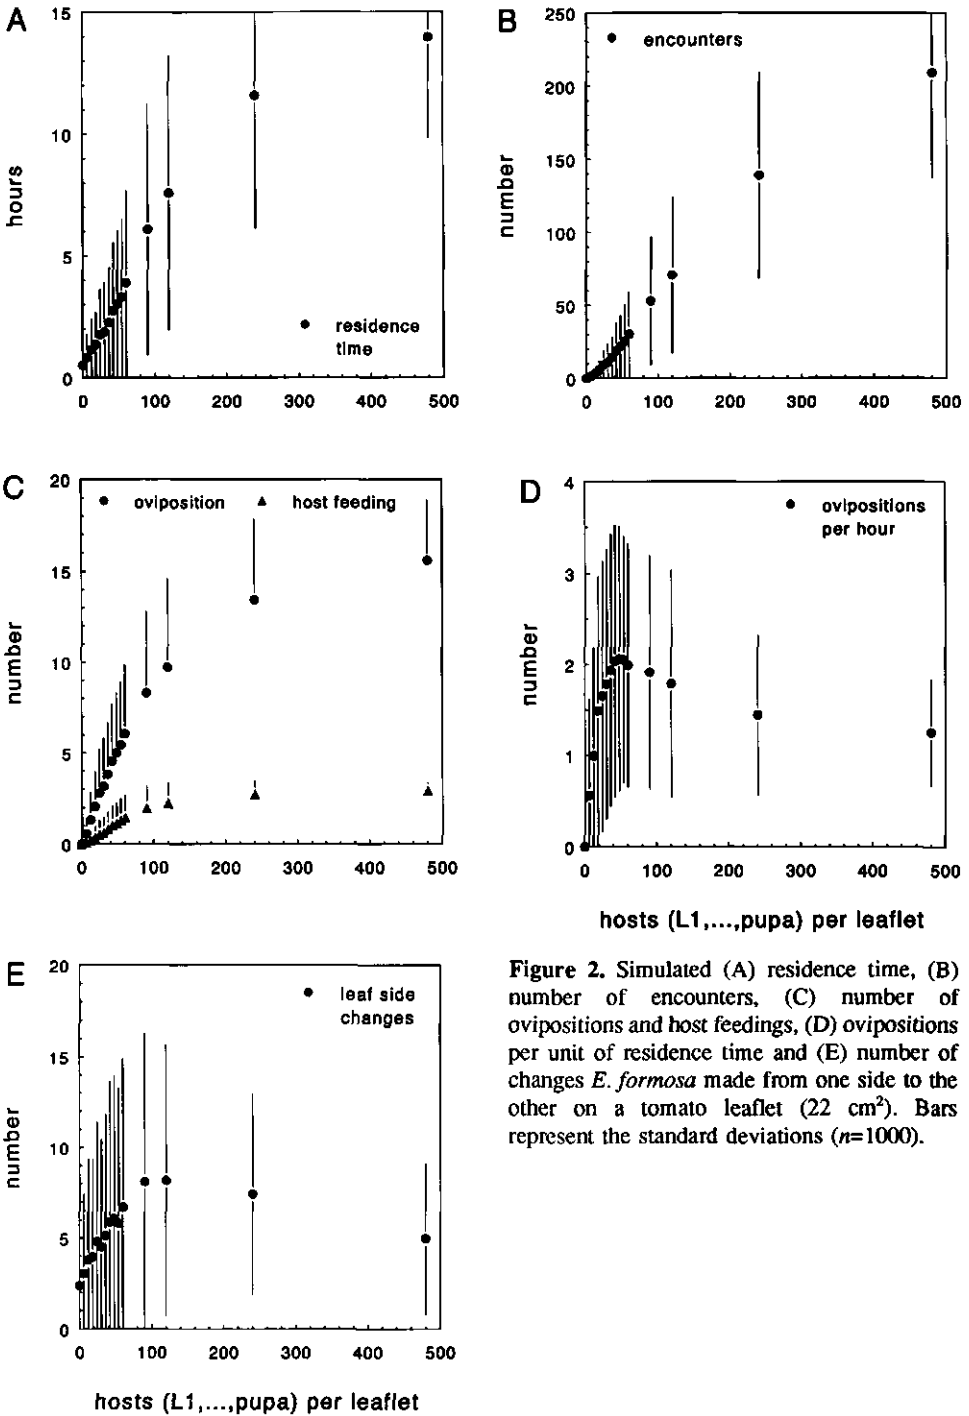 A
15
10
5
0
hours
residence
time
0 100 200 300 400 500
B
250
200
150
100
50
0
number
encounters
0 100 200 300 400 500
C
20
15
10
5
0
number
oviposition host feeding
0 100 200 300 400 500
D
4
3
2
1
0
number
ovipositions
per hour
0 100 200 300 400 500
hosts (L1,...,pupa) per leaflet
E
20
15
10
5
0
number
leaf side
changes
0 100 200 300 400 500
hosts (L1,...,pupa) per leaflet
Figure 2. Simulated (A) residence time, (B)
number of encounters, (C) number of
ovipositions and host feedings, (D) ovipositions
per unit of residence time and (E) number of
changes E. formosa made from one side to the
other on a tomato leaflet (22 cm²). Bars
represent the standard deviations (n=1000).